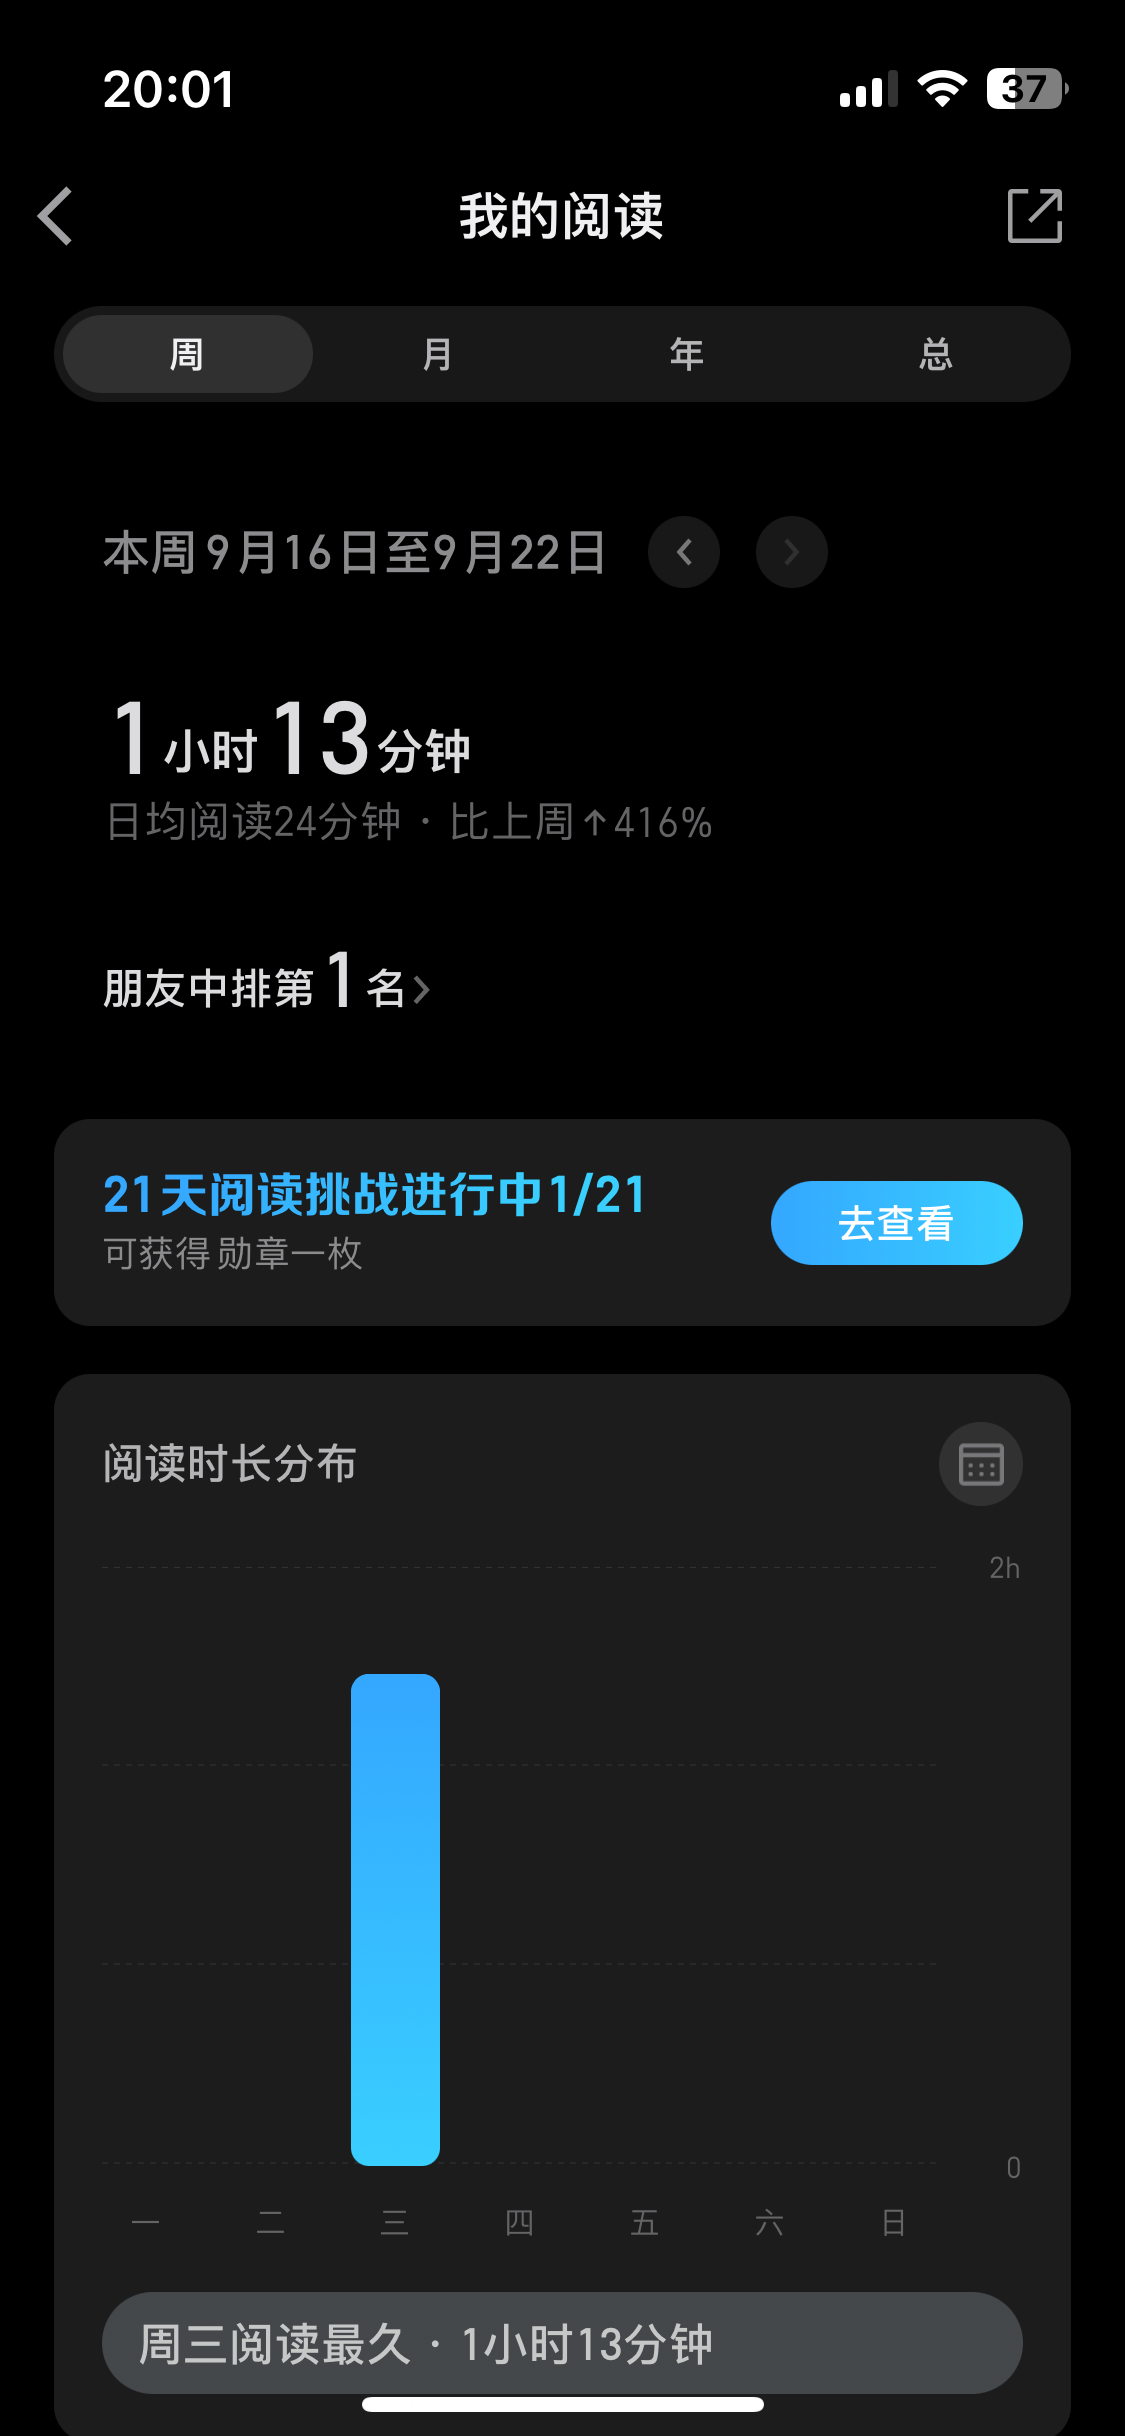 20:01
37
我的阅读
周 月 年 总
本周9月16日至9月22日
1小时13分钟
日均阅读24分钟 · 比上周↑416%
朋友中排第1名
21天阅读挑战进行中1/21
可获得勋章一枚
去查看
阅读时长分布
2h
0
一 二 三 四 五 六 日
周三阅读最久 · 1小时13分钟